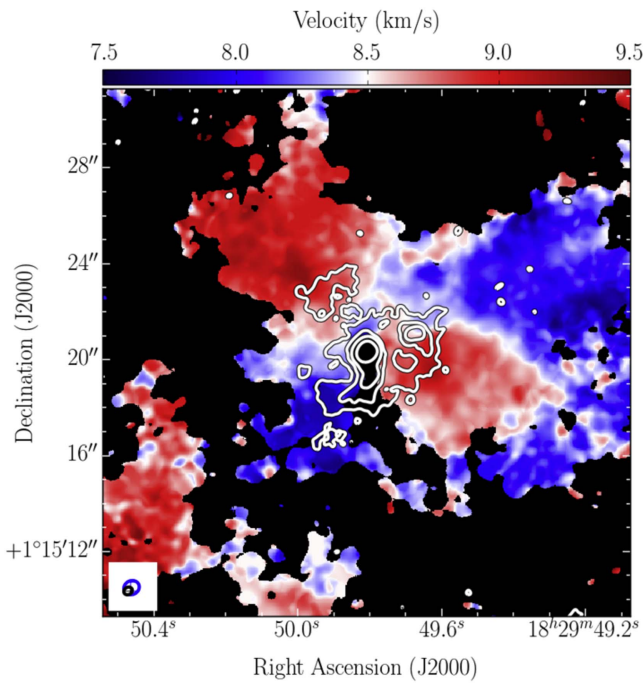 Velocity (km/s)
7.5 8.0 8.5 9.0 9.5
28″
24″
20″
16″
+1°15′12″
Declination (J2000)
50.4ˢ 50.0ˢ 49.6ˢ 18ʰ29ᵐ49.2ˢ
Right Ascension (J2000)